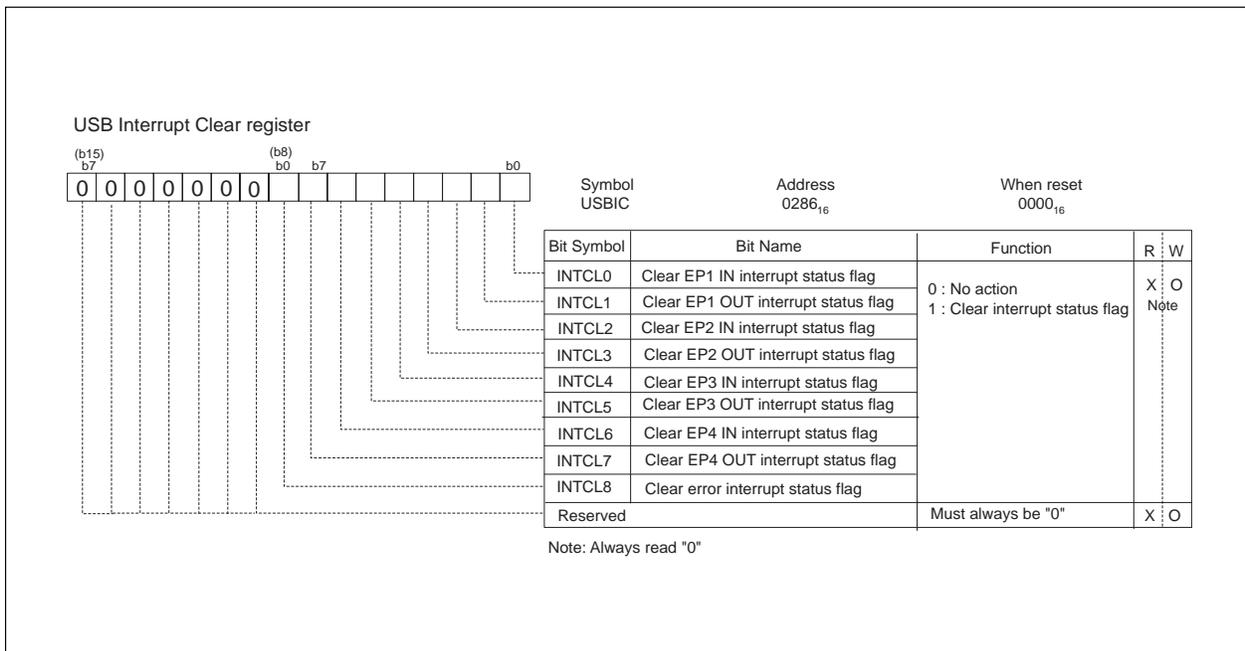 USB Interrupt Clear register
(b15) (b8)
b7 b0 b7 b0
0 0 0 0 0 0 0
Symbol Address When reset
USBIC 0286₁₆ 0000₁₆
Bit Symbol Bit Name Function R W
INTCL0 Clear EP1 IN interrupt status flag
INTCL1 Clear EP1 OUT interrupt status flag
INTCL2 Clear EP2 IN interrupt status flag
INTCL3 Clear EP2 OUT interrupt status flag
INTCL4 Clear EP3 IN interrupt status flag
INTCL5 Clear EP3 OUT interrupt status flag
INTCL6 Clear EP4 IN interrupt status flag
INTCL7 Clear EP4 OUT interrupt status flag
INTCL8 Clear error interrupt status flag
0 : No action
1 : Clear interrupt status flag
X O
Note
Reserved Must always be "0" X O
Note: Always read "0"